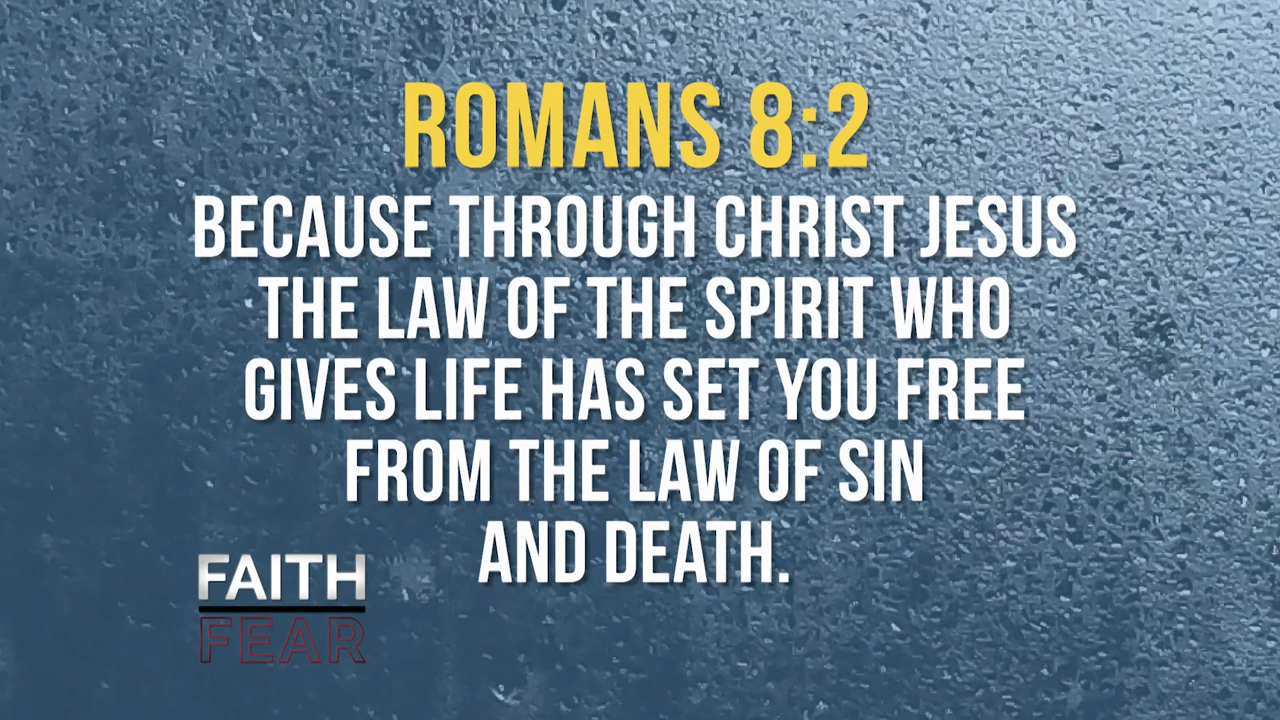 ROMANS 8:2
BECAUSE THROUGH CHRIST JESUS
THE LAW OF THE SPIRIT WHO
GIVES LIFE HAS SET YOU FREE
FROM THE LAW OF SIN
AND DEATH.
FAITH
FEAR